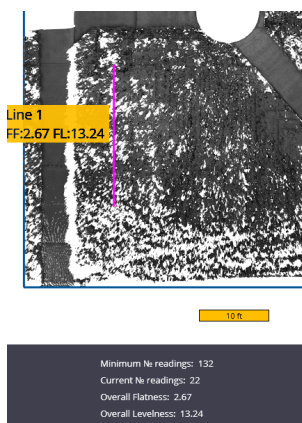 Line 1
FF:2.67 FL:13.24
10 ft
Minimum № readings: 132
Current № readings: 22
Overall Flatness: 2.67
Overall Levelness: 13.24